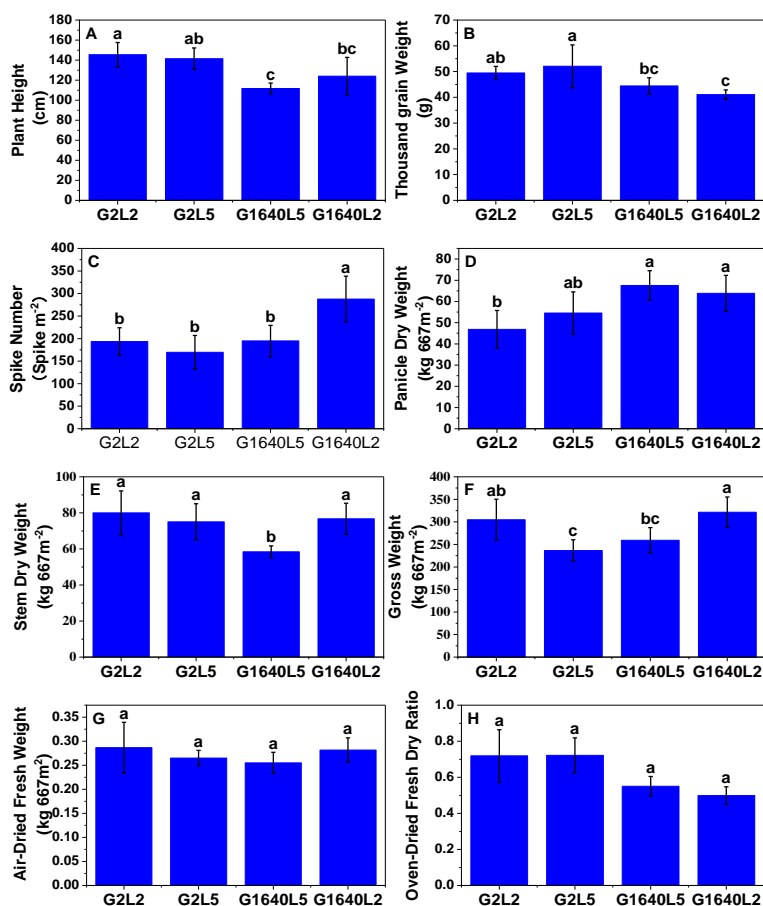 A
Plant Height
(cm)
160
140
120
100
80
60
40
20
0
a
ab
c
bc
G2L2 G2L5 G1640L5 G1640L2
B
Thousand grain Weight
(g)
70
60
50
40
30
20
10
0
ab
a
bc
c
G2L2 G2L5 G1640L5 G1640L2
C
Spike Number
(Spike m-2)
400
350
300
250
200
150
100
50
0
b
b
b
a
G2L2 G2L5 G1640L5 G1640L2
D
Panicle Dry Weight
(kg 667m-2)
80
70
60
50
40
30
20
10
0
b
ab
a
a
G2L2 G2L5 G1640L5 G1640L2
E
Stem Dry Weight
(kg 667m-2)
100
80
60
40
20
0
a
a
b
a
G2L2 G2L5 G1640L5 G1640L2
F
Gross Weight
(kg 667m-2)
400
350
300
250
200
150
100
50
0
ab
c
bc
a
G2L2 G2L5 G1640L5 G1640L2
G
Air-Dried Fresh Weight
(kg 667m2)
0.35
0.30
0.25
0.20
0.15
0.10
0.05
0.00
a
a
a
a
G2L2 G2L5 G1640L5 G1640L2
H
Oven-Dried Fresh Dry Ratio
1.0
0.8
0.6
0.4
0.2
0.0
a
a
a
a
G2L2 G2L5 G1640L5 G1640L2